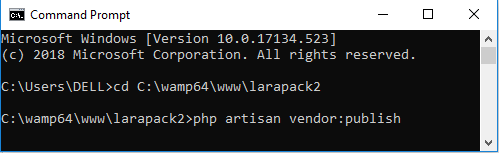 Command Prompt
Microsoft Windows [Version 10.0.17134.523]
(c) 2018 Microsoft Corporation. All rights reserved.
C:\Users\DELL>cd C:\wamp64\www\larapack2
C:\wamp64\www\larapack2>php artisan vendor:publish